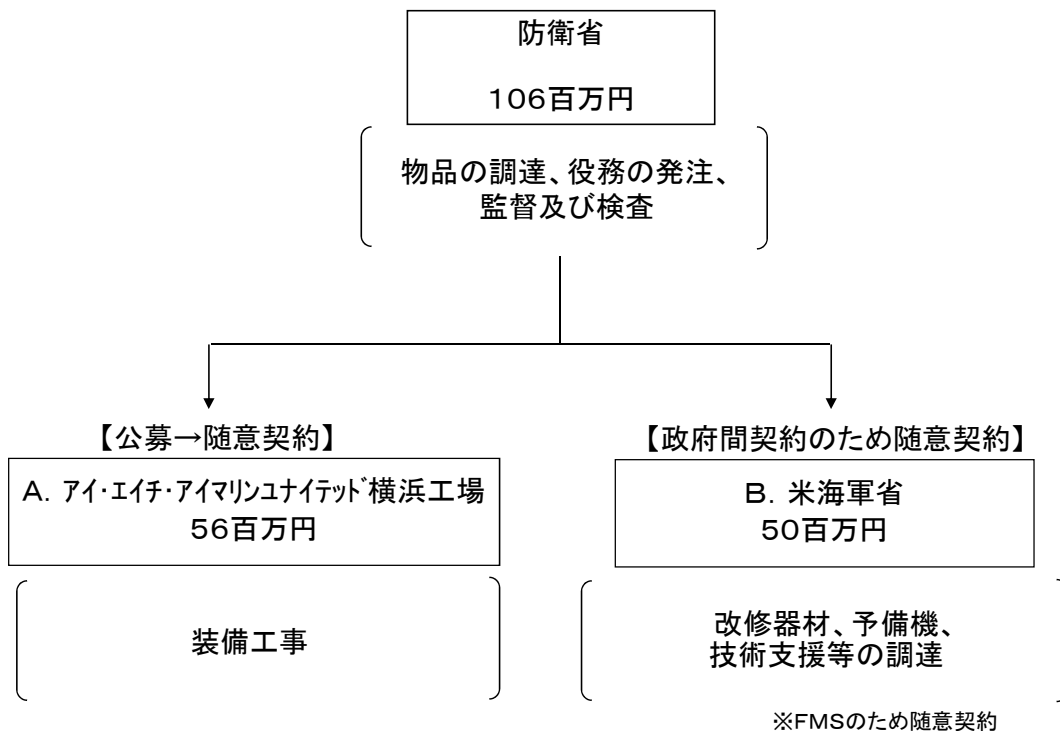 防衛省
106百万円
物品の調達、役務の発注、
監督及び検査
【公募→随意契約】
A. アイ・エイチ・アイマリンユナイテッド横浜工場
56百万円
装備工事
【政府間契約のため随意契約】
B. 米海軍省
50百万円
改修器材、予備機、
技術支援等の調達
※FMSのため随意契約